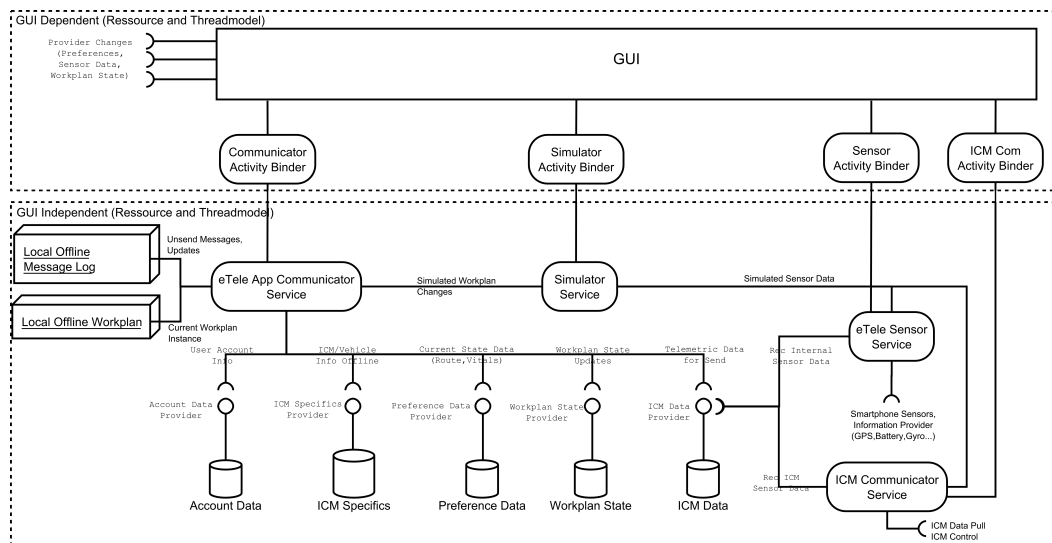 GUI Dependent (Ressource and Threadmodel)
Provider Changes
(Preferences,
Sensor Data,
Workplan State)
GUI
Communicator
Activity Binder
Simulator
Activity Binder
Sensor
Activity Binder
ICM Com
Activity Binder
GUI Independent (Ressource and Threadmodel)
Local Offline
Message Log
Unsend Messages,
Updates
Local Offline Workplan
Current Workplan
Instance
eTele App Communicator
Service
Simulated Workplan
Changes
Simulator
Service
Simulated Sensor Data
eTele Sensor
Service
User Account
Info
ICM/Vehicle
Info Offline
Current State Data
(Route,Vitals)
Workplan State
Updates
Telemetric Data
for Send
Rec Internal
Sensor Data
Account Data
Provider
ICM Specifics
Provider
Preference Data
Provider
Workplan State
Provider
ICM Data
Provider
Smartphone Sensors,
Information Provider
(GPS,Battery,Gyro...)
Rec ICM
Sensor Data
ICM Communicator
Service
Account Data
ICM Specifics
Preference Data
Workplan State
ICM Data
ICM Data Pull
ICM Control